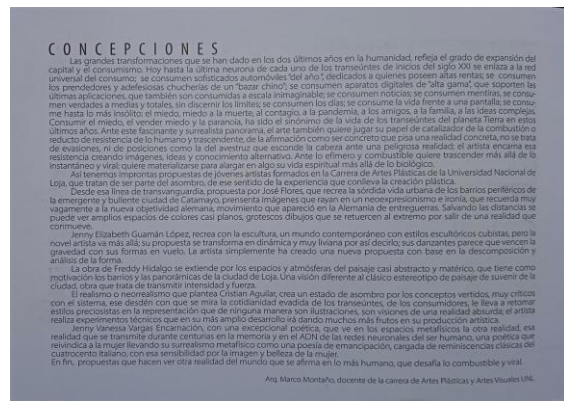 CONCEPCIONES
Las grandes transformaciones que se han dado en los dos últimos años en la humanidad, refleja el grado de expansión del
capital y el consumismo. Hoy hasta la última neurona de cada uno de los transeúntes de inicios del siglo XXI se enlaza a la red
universal del consumo; se consumen sofisticados automóviles "del año", dedicados a quienes poseen altas rentas; se consumen
los prendedores y adefesiosas chucherías de un "bazar chino"; se consumen aparatos digitales de "alta gama", que soporten las
últimas aplicaciones, que también son consumidas a escala inimaginable; se consumen noticias; se consumen mentiras, se consu-
men verdades a medias y totales, sin discernir los límites; se consumen los días; se consume la vida frente a una pantalla; se consu-
me hasta lo más insólito; el miedo, miedo a la muerte, al contagio, a la pandemia, a los amigos, a la familia, a las ideas complejas.
Consumir el miedo, el vender miedo y la paranoia, ha sido el sinónimo de la vida de los transeúntes del planeta Tierra en estos
últimos años. Ante este fascinante y surrealista panorama, el arte también quiere jugar su papel de catalizador de la combustión o
reducto de resistencia de lo humano y trascendente, de la afirmación como ser concreto que pisa una realidad concreta, no se trata
de evasiones, ni de posiciones como la del avestruz que esconde la cabeza ante una peligrosa realidad; el artista encarna esa
resistencia creando imágenes, ideas y conocimiento alternativo. Ante lo efímero y combustible quiere trascender más allá de lo
instantáneo y viral; quiere materializarse para alargar en algo su vida espiritual más allá de lo biológico.
Así tenemos improntas propuestas de jóvenes artistas formados en la Carrera de Artes Plásticas de la Universidad Nacional de
Loja, que tratan de ser parte del asombro, de ese sentido de la experiencia que conlleva la creación plástica.
Desde esa línea de transvanguardia, propuesta por José Flores, que recrea la sórdida vida urbana de los barrios periféricos de
la emergente y bulliente ciudad de Catamayo, prensenta imágenes que rayan en un neoexpresionismo e ironía, que recuerda muy
vagamente a la nueva objetividad alemana, movimiento que apareció en la Alemania de entreguerras. Salvando las distancias se
puede ver amplios espacios de colores casi planos, grotescos dibujos que se retuercen al extremo por salir de una realidad que
conmueve.
Jenny Elizabeth Guamán López, recrea con la escultura, un mundo contemporáneo con estilos escultóricos cubistas, pero la
novel artista va más allá; su propuesta se transforma en dinámica y muy liviana por así decirlo; sus danzantes parece que vencen la
gravedad con sus formas en vuelo. La artista simplemente ha creado una nueva propuesta con base en la descomposición y
análisis de la forma.
La obra de Freddy Hidalgo se extiende por los espacios y atmósferas del paisaje casi abstracto y matérico, que tiene como
motivación los barrios y las panorámicas de la ciudad de Loja. Una visión diferente al clásico estereotipo de paisaje de suvenir de la
ciudad, obra que trata de transmitir intensidad y fuerza.
El realismo o neorealismo que plantea Cristian Aguilar, crea un estado de asombro por los conceptos vertidos, muy críticos
con el sistema, ese desdén con que se mira la cotidianidad evadida de los transeúntes, de los consumidores, le lleva a retomar
estilos preciosistas en la representación que de ninguna manera son ilustraciones, son visiones de una realidad absurda; el artista
realiza experimentos técnicos que en su más amplio desarrollo irá dando muchos más frutos en su producción artística.
Jenny Vanessa Vargas Encarnación, con una excepcional poética, que ve en los espacios metafísicos la otra realidad, esa
realidad que se transmite durante centurias en la memoria y en el ADN de las redes neuronales del ser humano, una poética que
reivindica a la mujer llevando su surrealismo metafísico como una poesía de emancipación, cargada de reminiscencias clásicas del
cuatrocento italiano, con esa sensibilidad por la imagen y belleza de la mujer.
En fin, propuestas que hacen ver otra realidad del mundo que se afirma en lo más humano, que desafía lo combustible y viral.
Arq. Marco Montaño, docente de la carrera de Artes Plásticas y Artes Visuales UNL